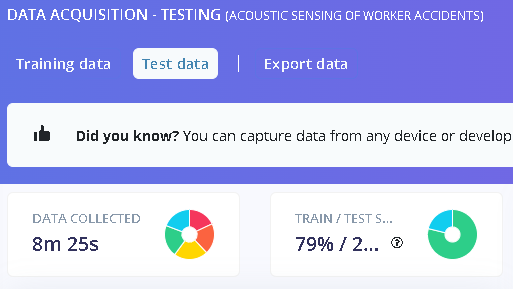 DATA ACQUISITION - TESTING (ACOUSTIC SENSING OF WORKER ACCIDENTS)
Training data Test data Export data
Did you know? You can capture data from any device or develop
DATA COLLECTED
8m 25s
TRAIN / TEST S...
79% / 2... ?